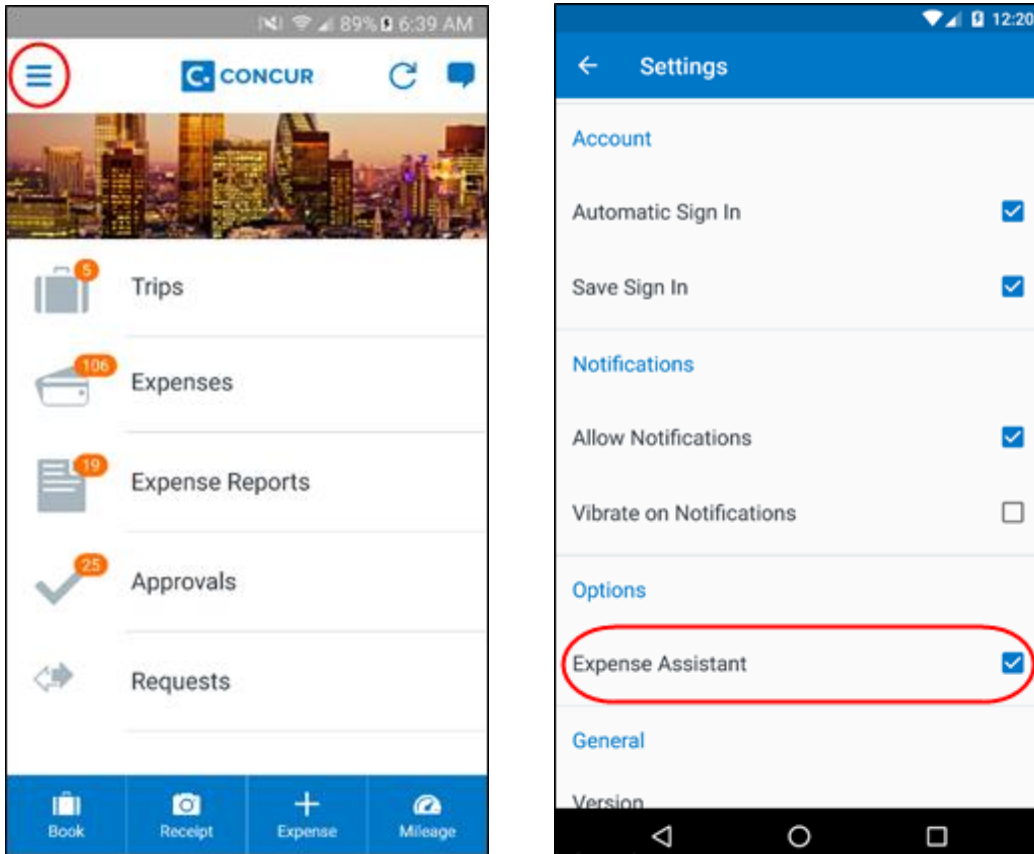 89% 6:39 AM
C. CONCUR
5
Trips
106
Expenses
19
Expense Reports
25
Approvals
Requests
Book Receipt Expense Mileage
12:20
Settings
Account
Automatic Sign In
Save Sign In
Notifications
Allow Notifications
Vibrate on Notifications
Options
Expense Assistant
General
Version